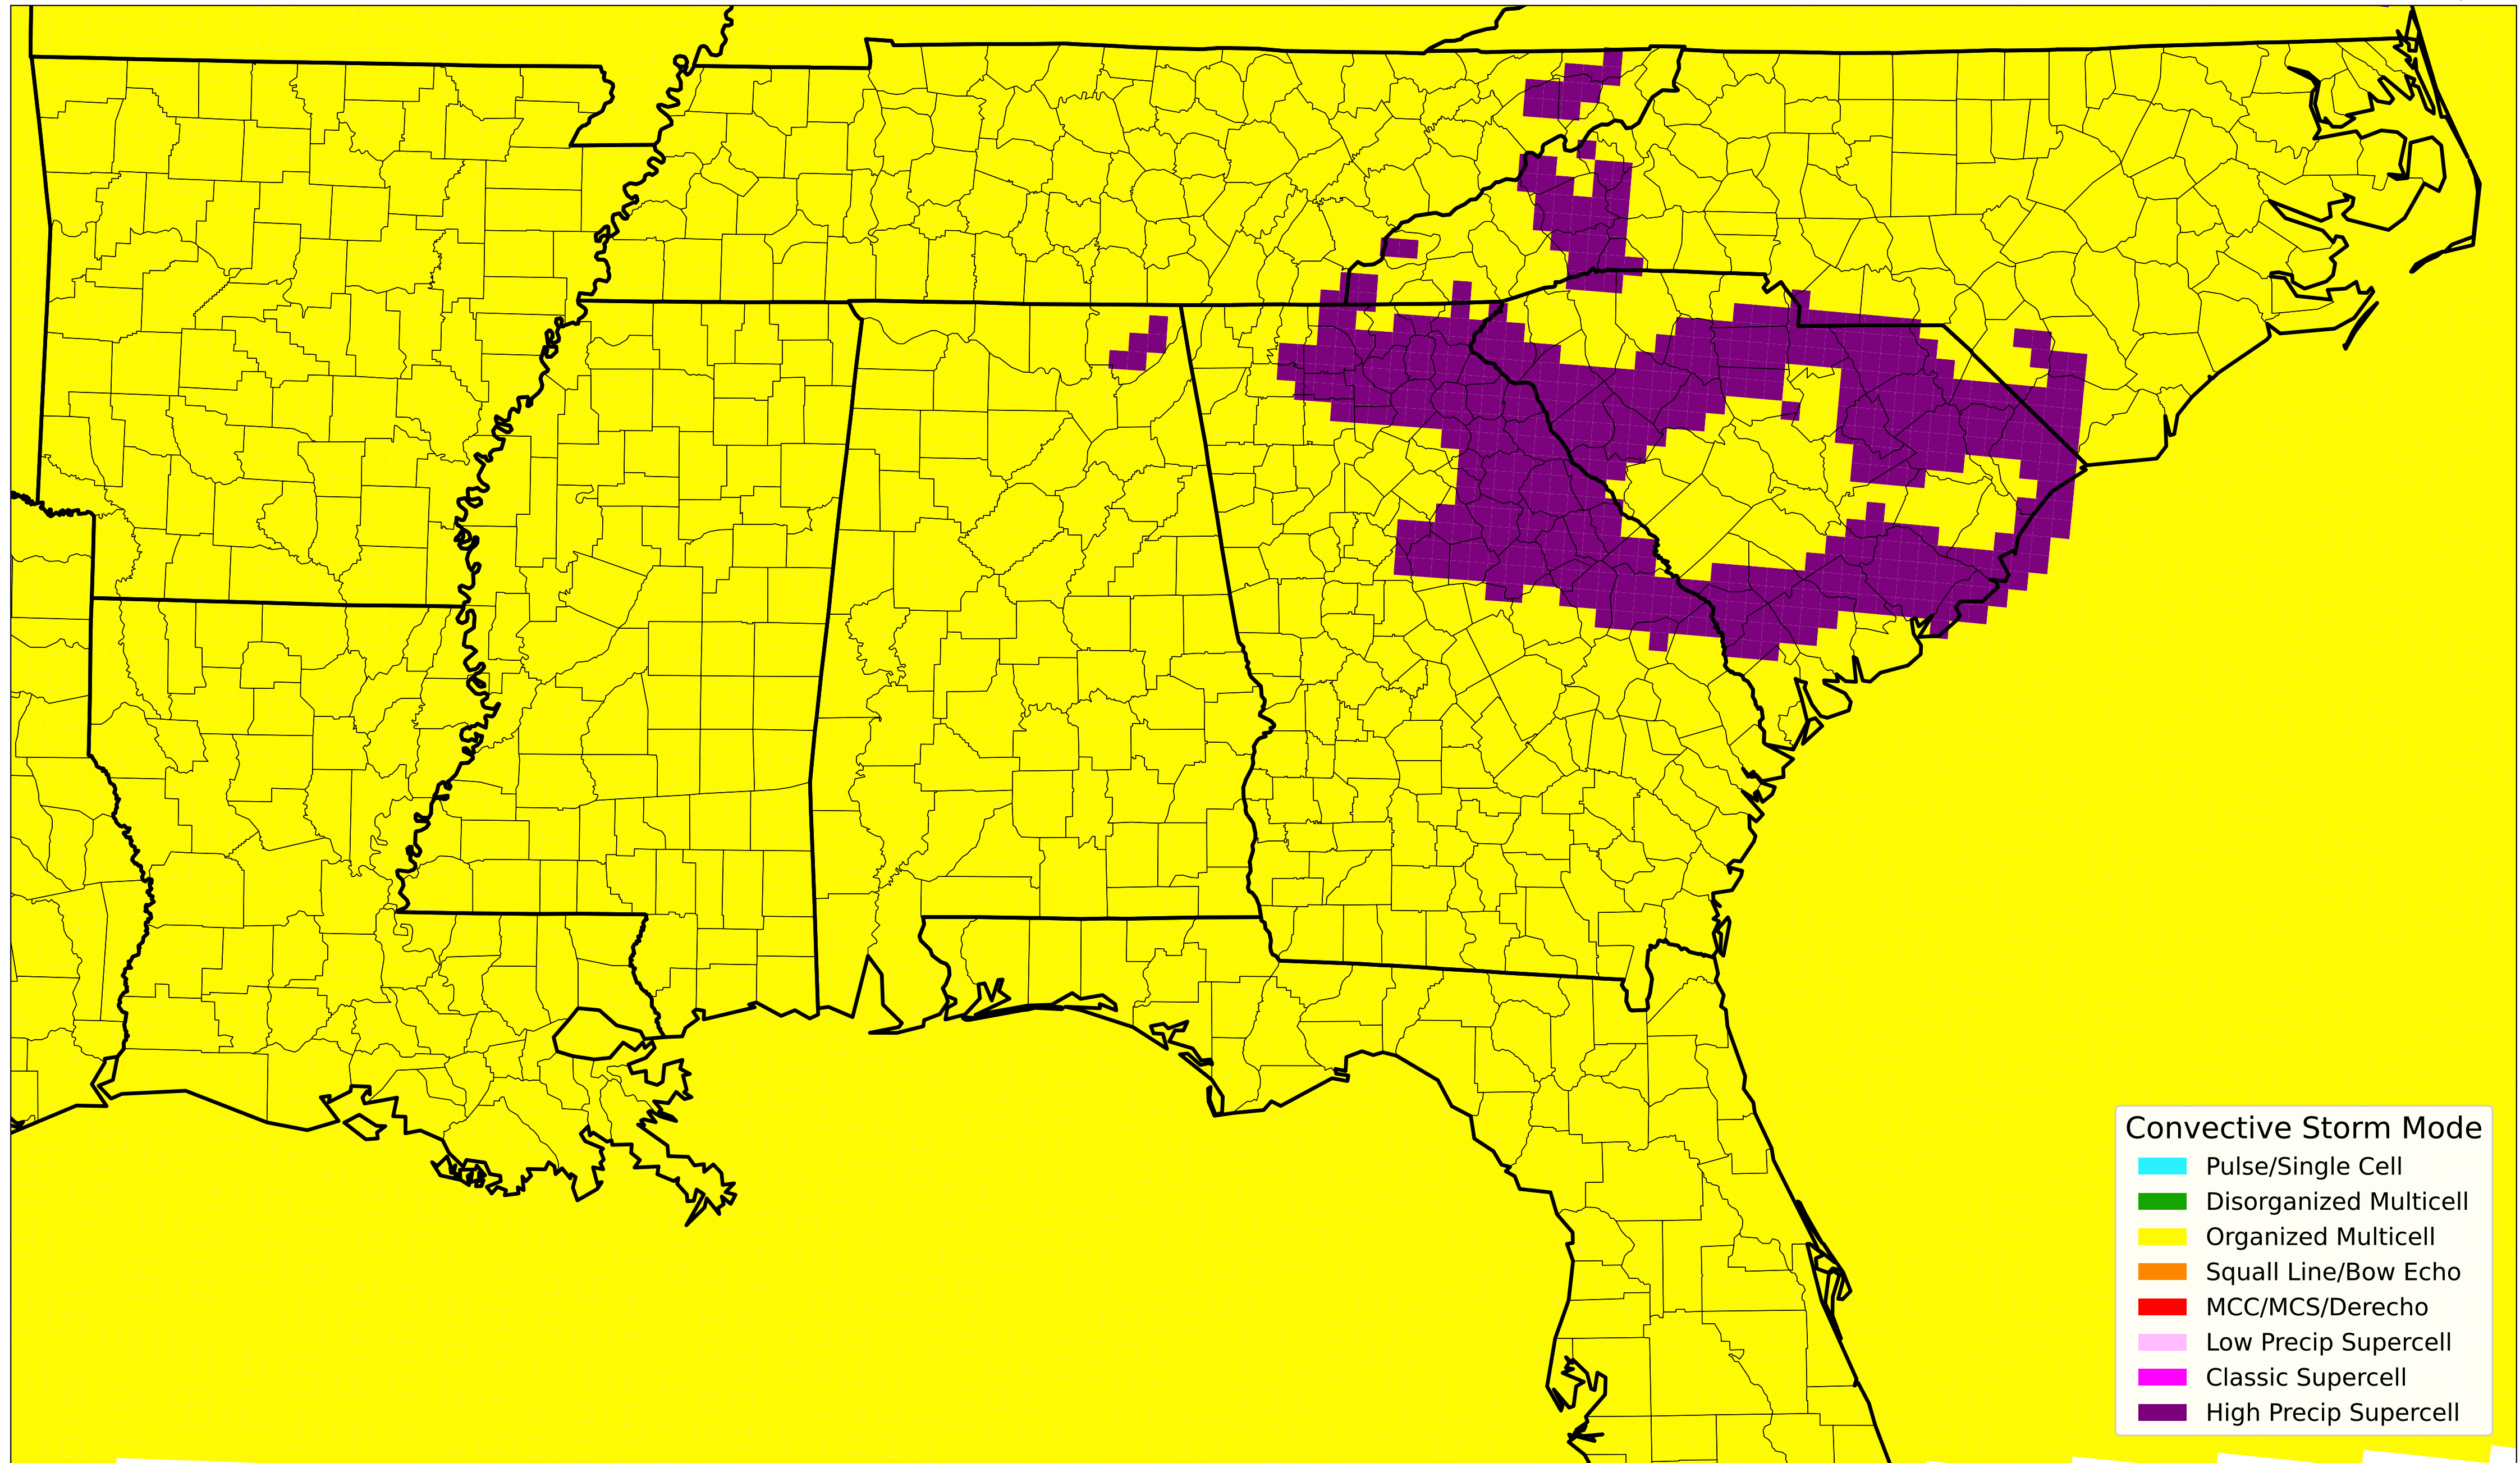 Convective Storm Mode
Pulse/Single Cell
Disorganized Multicell
Organized Multicell
Squall Line/Bow Echo
MCC/MCS/Derecho
Low Precip Supercell
Classic Supercell
High Precip Supercell